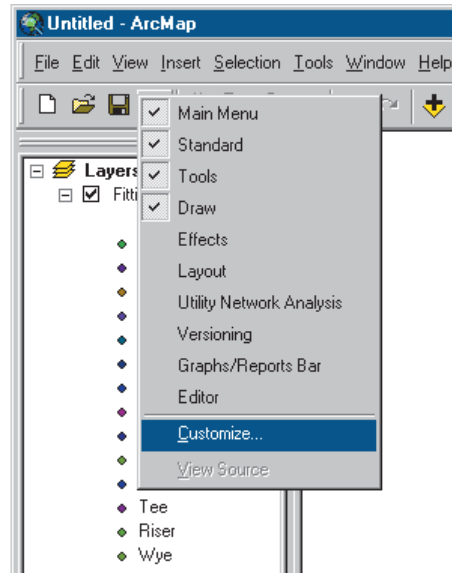 Untitled - ArcMap
File Edit View Insert Selection Tools Window Help
Main Menu
Standard
Layers
Tools
Fitti
Draw
Effects
Layout
Utility Network Analysis
Versioning
Graphs/Reports Bar
Editor
Customize...
View Source
Tee
Riser
Wye